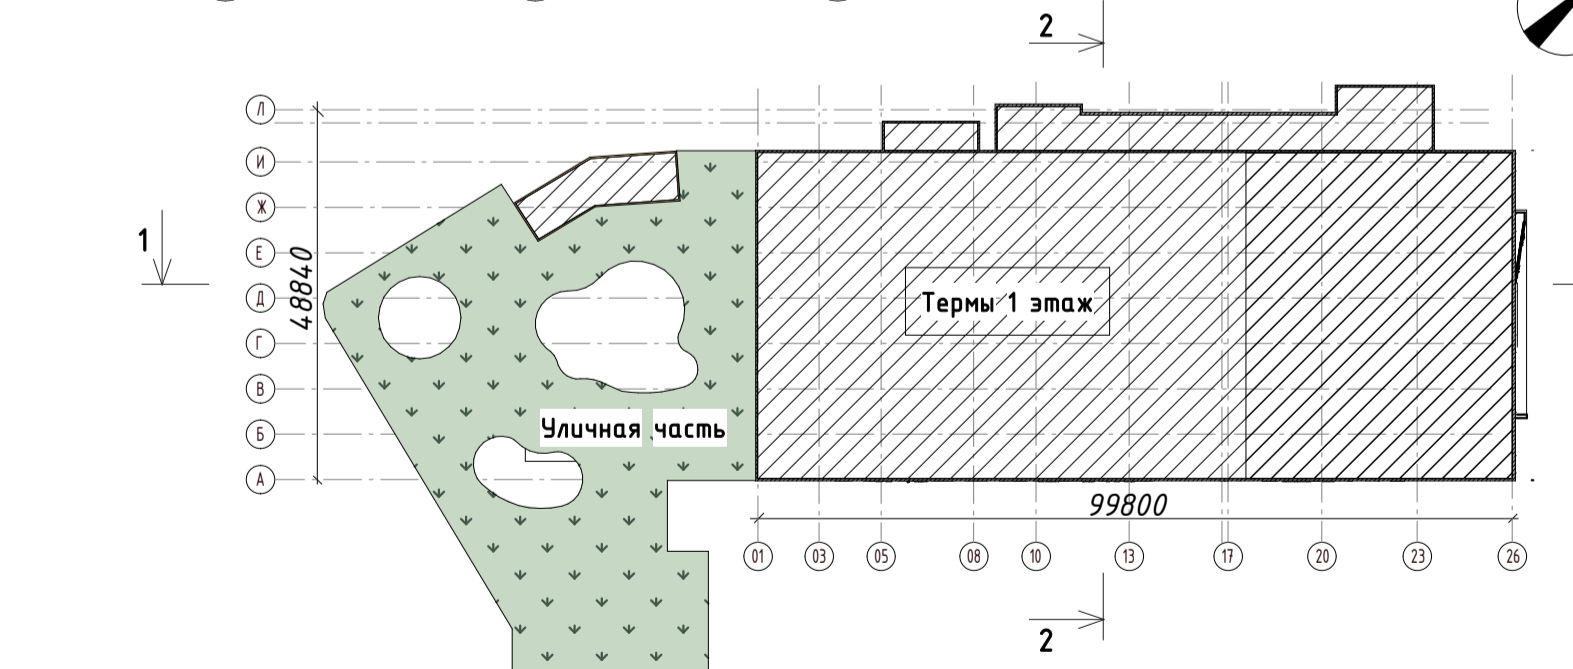 2
Л
И
Ж
Е
1
48840
Д
Термы 1 этаж
Г
В
Уличная часть
Б
А
99800
01 03 05 08 10 13 17 20 23 26
2